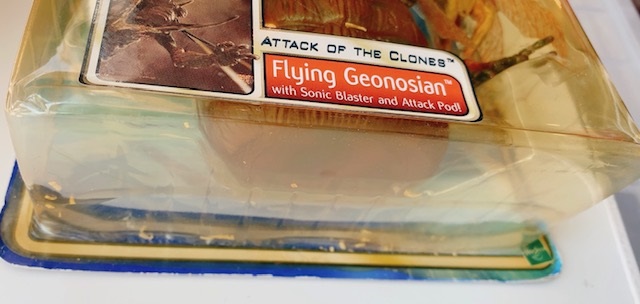 ATTACK OF THE CLONES™
Flying Geonosian™
with Sonic Blaster and Attack Pod!